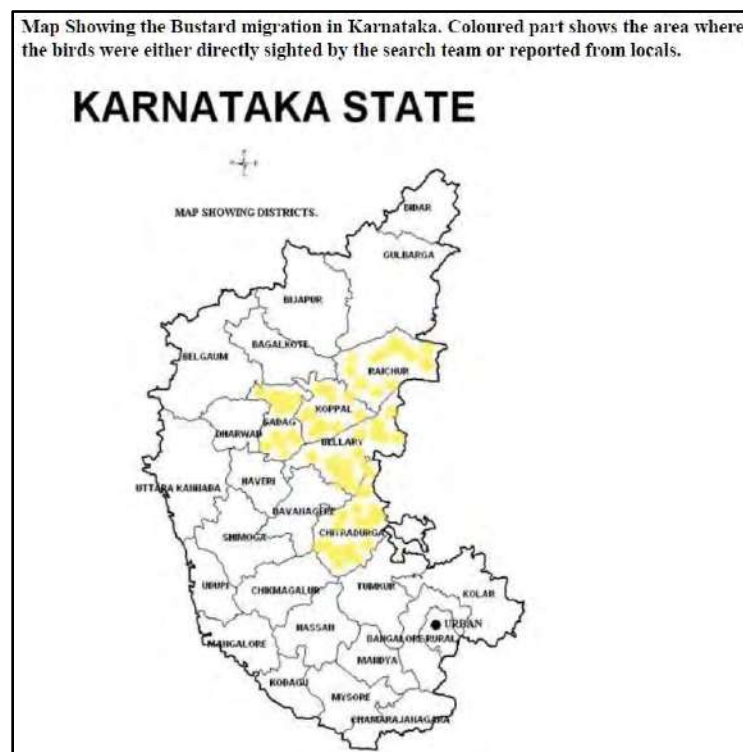 Map Showing the Bustard migration in Karnataka. Coloured part shows the area where
the birds were either directly sighted by the search team or reported from locals.
KARNATAKA STATE
MAP SHOWING DISTRICTS.
BIDAR
GULBARGA
BIJAPUR
BAGALKOTE
BELGAUM
RAICHUR
KOPPAL
GADAG
DHARWAD
BELLARY
HAVERI
UTTARA KANNADA
DAVANAGERE
CHITRADURGA
SHIMOGA
UDUPI
CHIKMAGALUR
TUMKUR
KOLAR
HASSAN
URBAN
BANGALORE RURAL
MANGALORE
MANDYA
KODAGU
MYSORE
CHAMARAJANAGARA